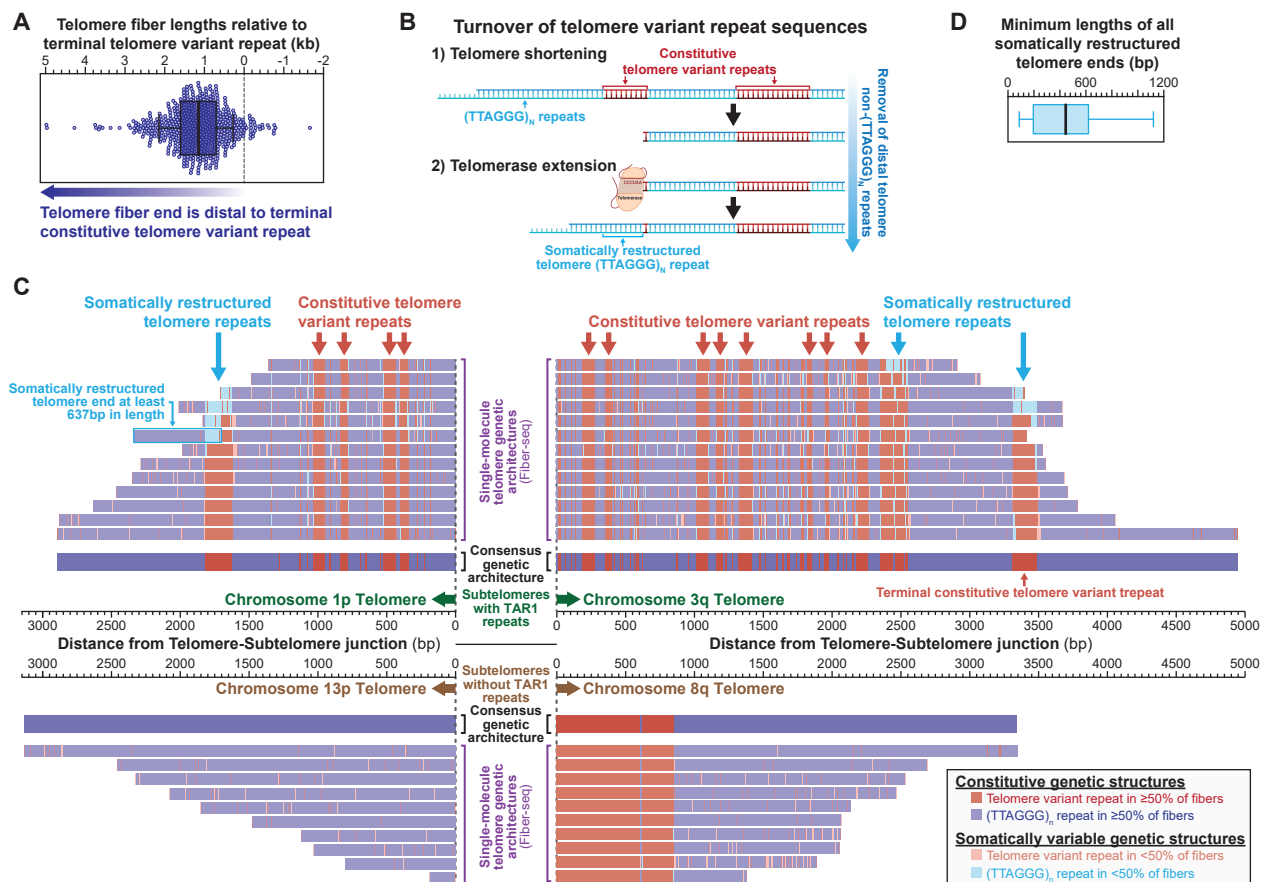 A
Telomere fiber lengths relative to
terminal telomere variant repeat (kb)
5 4 3 2 1 0 -1 -2
Telomere fiber end is distal to terminal
constitutive telomere variant repeat
B
Turnover of telomere variant repeat sequences
1) Telomere shortening
Constitutive
telomere variant repeats
(TTAGGG)N repeats
2) Telomerase extension
CCCUAA
Telomerase
Somatically restructured
telomere (TTAGGG)N repeat
Removal of distal telomere
non-(TTAGGG)N repeats
D
Minimum lengths of all
somatically restructured
telomere ends (bp)
0 600 1200
C
Somatically restructured
telomere repeats
Constitutive telomere
variant repeats
Constitutive telomere variant repeats
Somatically restructured
telomere repeats
Somatically restructured
telomere end at least
637bp in length
Single-molecule
telomere genetic
architectures
(Fiber-seq)
Consensus
genetic
architecture
Terminal constitutive telomere variant trepeat
Chromosome 1p Telomere
Subtelomeres
with TAR1
repeats
Chromosome 3q Telomere
3000 2500 2000 1500 1000 500 0
0 500 1000 1500 2000 2500 3000 3500 4000 4500 5000
Distance from Telomere-Subtelomere junction (bp)
Distance from Telomere-Subtelomere junction (bp)
3000 2500 2000 1500 1000 500 0
0 500 1000 1500 2000 2500 3000 3500 4000 4500 5000
Chromosome 13p Telomere
Subtelomeres
without TAR1
repeats
Chromosome 8q Telomere
Consensus
genetic
architecture
Single-molecule
telomere genetic
architectures
(Fiber-seq)
Constitutive genetic structures
Telomere variant repeat in ≥50% of fibers
(TTAGGG)n repeat in ≥50% of fibers
Somatically variable genetic structures
Telomere variant repeat in <50% of fibers
(TTAGGG)n repeat in <50% of fibers